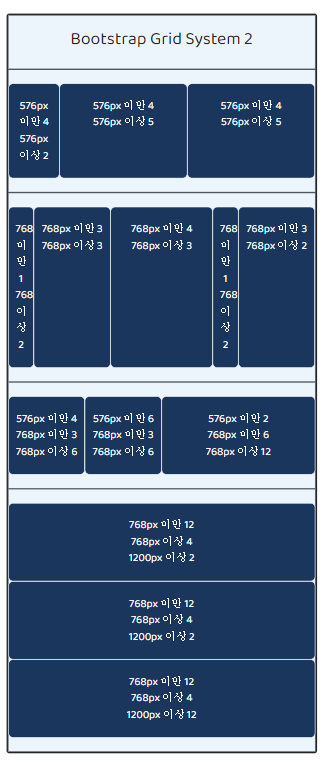 Bootstrap Grid System 2
576px
미만 4
576px
이상 2
576px 미만 4
576px 이상 5
576px 미만 4
576px 이상 5
768
미
만
1
768
이
상
2
768px 미만 3
768px 이상 3
768px 미만 4
768px 이상 3
768
미
만
1
768
이
상
2
768px 미만 3
768px 이상 2
576px 미만 4
768px 미만 3
768px 이상 6
576px 미만 6
768px 미만 3
768px 이상 6
576px 미만 2
768px 미만 6
768px 이상 12
768px 미만 12
768px 이상 4
1200px 이상 2
768px 미만 12
768px 이상 4
1200px 이상 2
768px 미만 12
768px 이상 4
1200px 이상 12